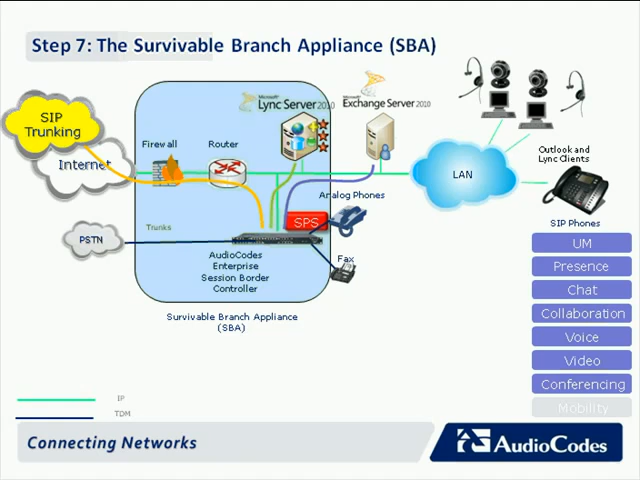 Step 7: The Survivable Branch Appliance (SBA)
SIP
Trunking
Internet
Firewall
Router
Microsoft
Lync Server 2010
Microsoft
Exchange Server 2010
LAN
Outlook and
Lync Clients
Analog Phones
SIP Phones
SPS
Trunks
PSTN
AudioCodes
Enterprise
Session Border
Controller
Fax
Survivable Branch Appliance
(SBA)
UM
Presence
Chat
Collaboration
Voice
Video
Conferencing
Mobility
IP
TDM
Connecting Networks
AudioCodes